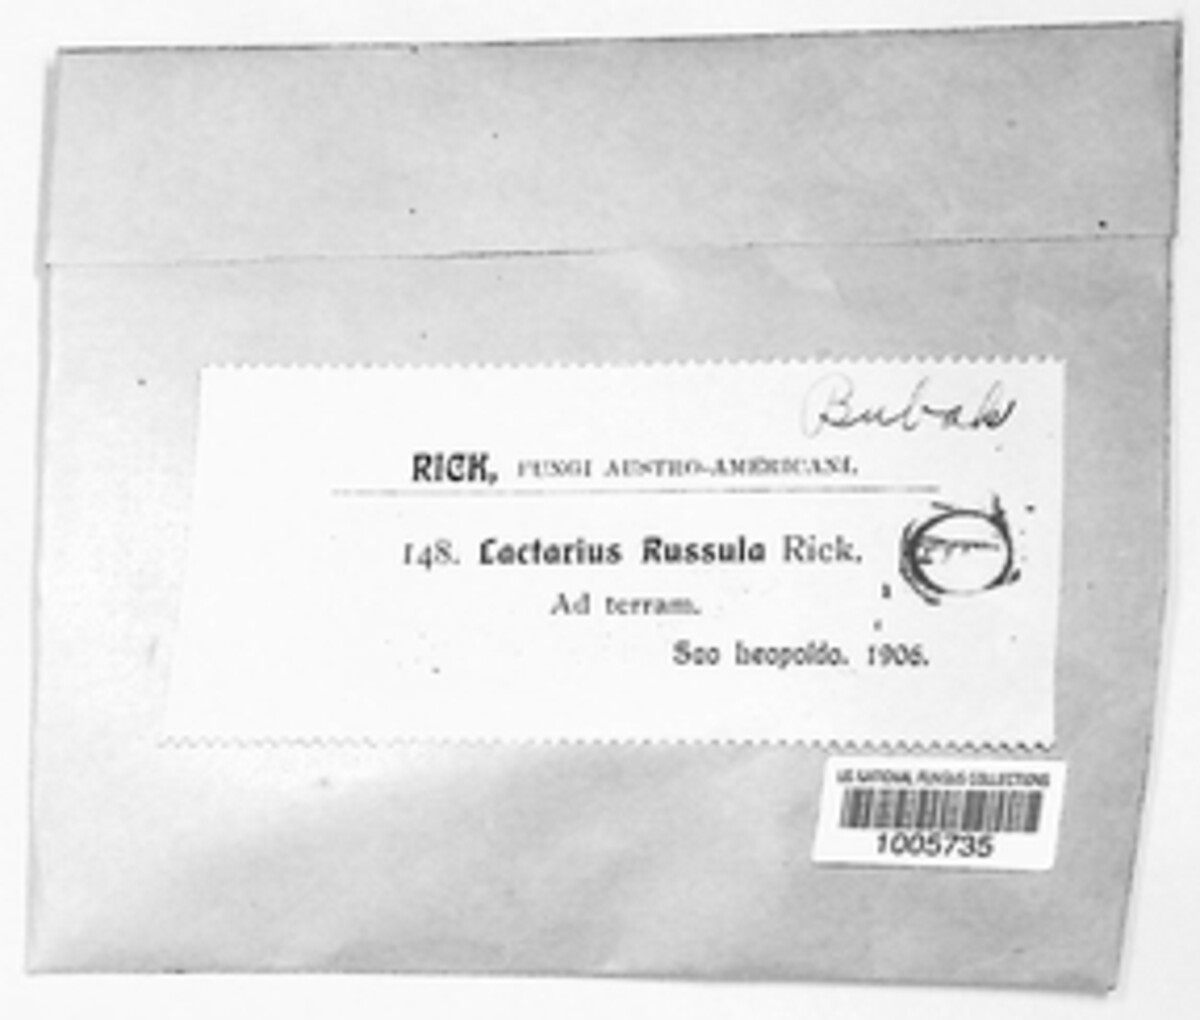 Bubak
RICK, FUNGI AUSTRO-AMERICANI.
148. Lactarius Russula Rick.
Ad terram.
Sao Leopoldo. 1906.
US NATIONAL FUNGUS COLLECTIONS
1005735